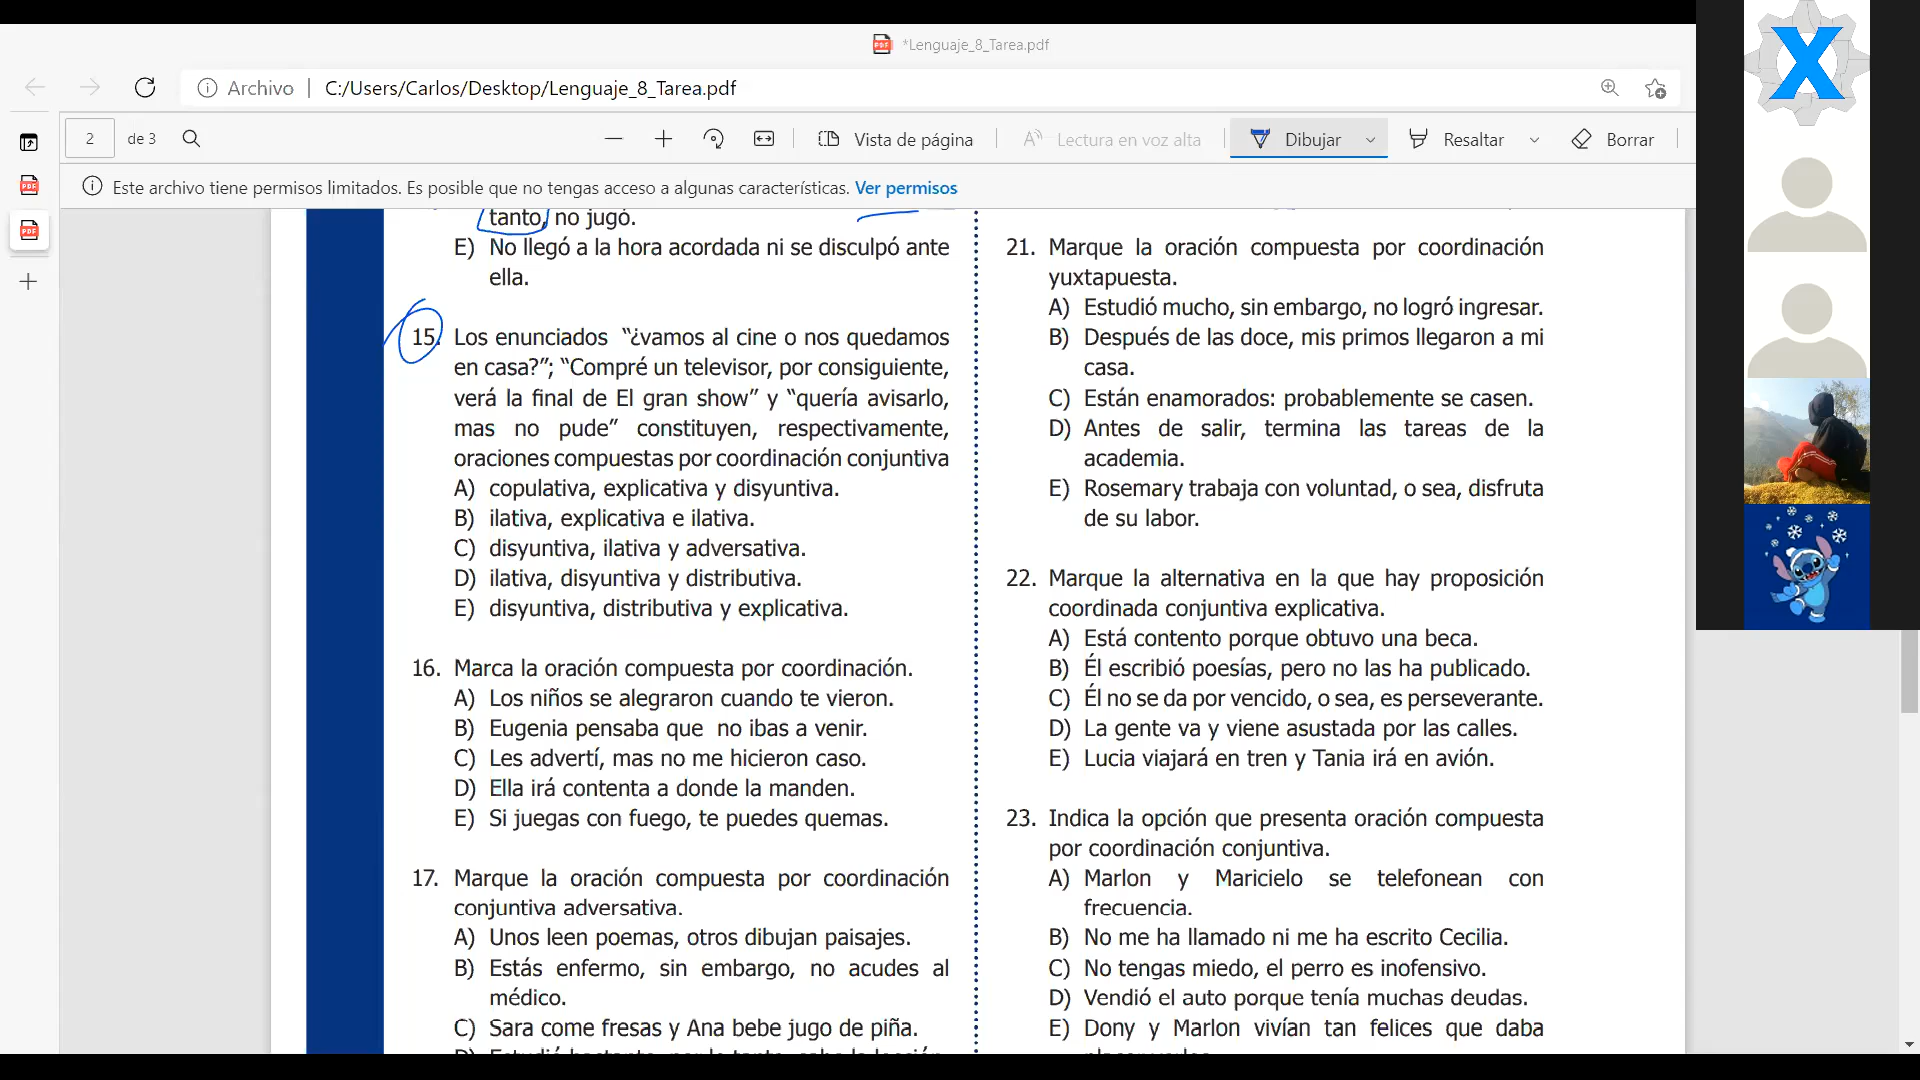 *Lenguaje_8_Tarea.pdf
Archivo
C:/Users/Carlos/Desktop/Lenguaje_8_Tarea.pdf
2
de 3
Vista de página
Lectura en voz alta
Dibujar
Resaltar
Borrar
Este archivo tiene permisos limitados. Es posible que no tengas acceso a algunas características. Ver permisos
tanto, no jugó.
E) No llegó a la hora acordada ni se disculpó ante
ella.
15. Los enunciados "¿vamos al cine o nos quedamos
en casa?"; "Compré un televisor, por consiguiente,
verá la final de El gran show" y "quería avisarlo,
mas no pude" constituyen, respectivamente,
oraciones compuestas por coordinación conjuntiva
A) copulativa, explicativa y disyuntiva.
B) ilativa, explicativa e ilativa.
C) disyuntiva, ilativa y adversativa.
D) ilativa, disyuntiva y distributiva.
E) disyuntiva, distributiva y explicativa.
16. Marca la oración compuesta por coordinación.
A) Los niños se alegraron cuando te vieron.
B) Eugenia pensaba que no ibas a venir.
C) Les advertí, mas no me hicieron caso.
D) Ella irá contenta a donde la manden.
E) Si juegas con fuego, te puedes quemas.
17. Marque la oración compuesta por coordinación
conjuntiva adversativa.
A) Unos leen poemas, otros dibujan paisajes.
B) Estás enfermo, sin embargo, no acudes al
médico.
C) Sara come fresas y Ana bebe jugo de piña.
21. Marque la oración compuesta por coordinación
yuxtapuesta.
A) Estudió mucho, sin embargo, no logró ingresar.
B) Después de las doce, mis primos llegaron a mi
casa.
C) Están enamorados: probablemente se casen.
D) Antes de salir, termina las tareas de la
academia.
E) Rosemary trabaja con voluntad, o sea, disfruta
de su labor.
22. Marque la alternativa en la que hay proposición
coordinada conjuntiva explicativa.
A) Está contento porque obtuvo una beca.
B) Él escribió poesías, pero no las ha publicado.
C) Él no se da por vencido, o sea, es perseverante.
D) La gente va y viene asustada por las calles.
E) Lucia viajará en tren y Tania irá en avión.
23. Indica la opción que presenta oración compuesta
por coordinación conjuntiva.
A) Marlon y Maricielo se telefonean con
frecuencia.
B) No me ha llamado ni me ha escrito Cecilia.
C) No tengas miedo, el perro es inofensivo.
D) Vendió el auto porque tenía muchas deudas.
E) Dony y Marlon vivían tan felices que daba